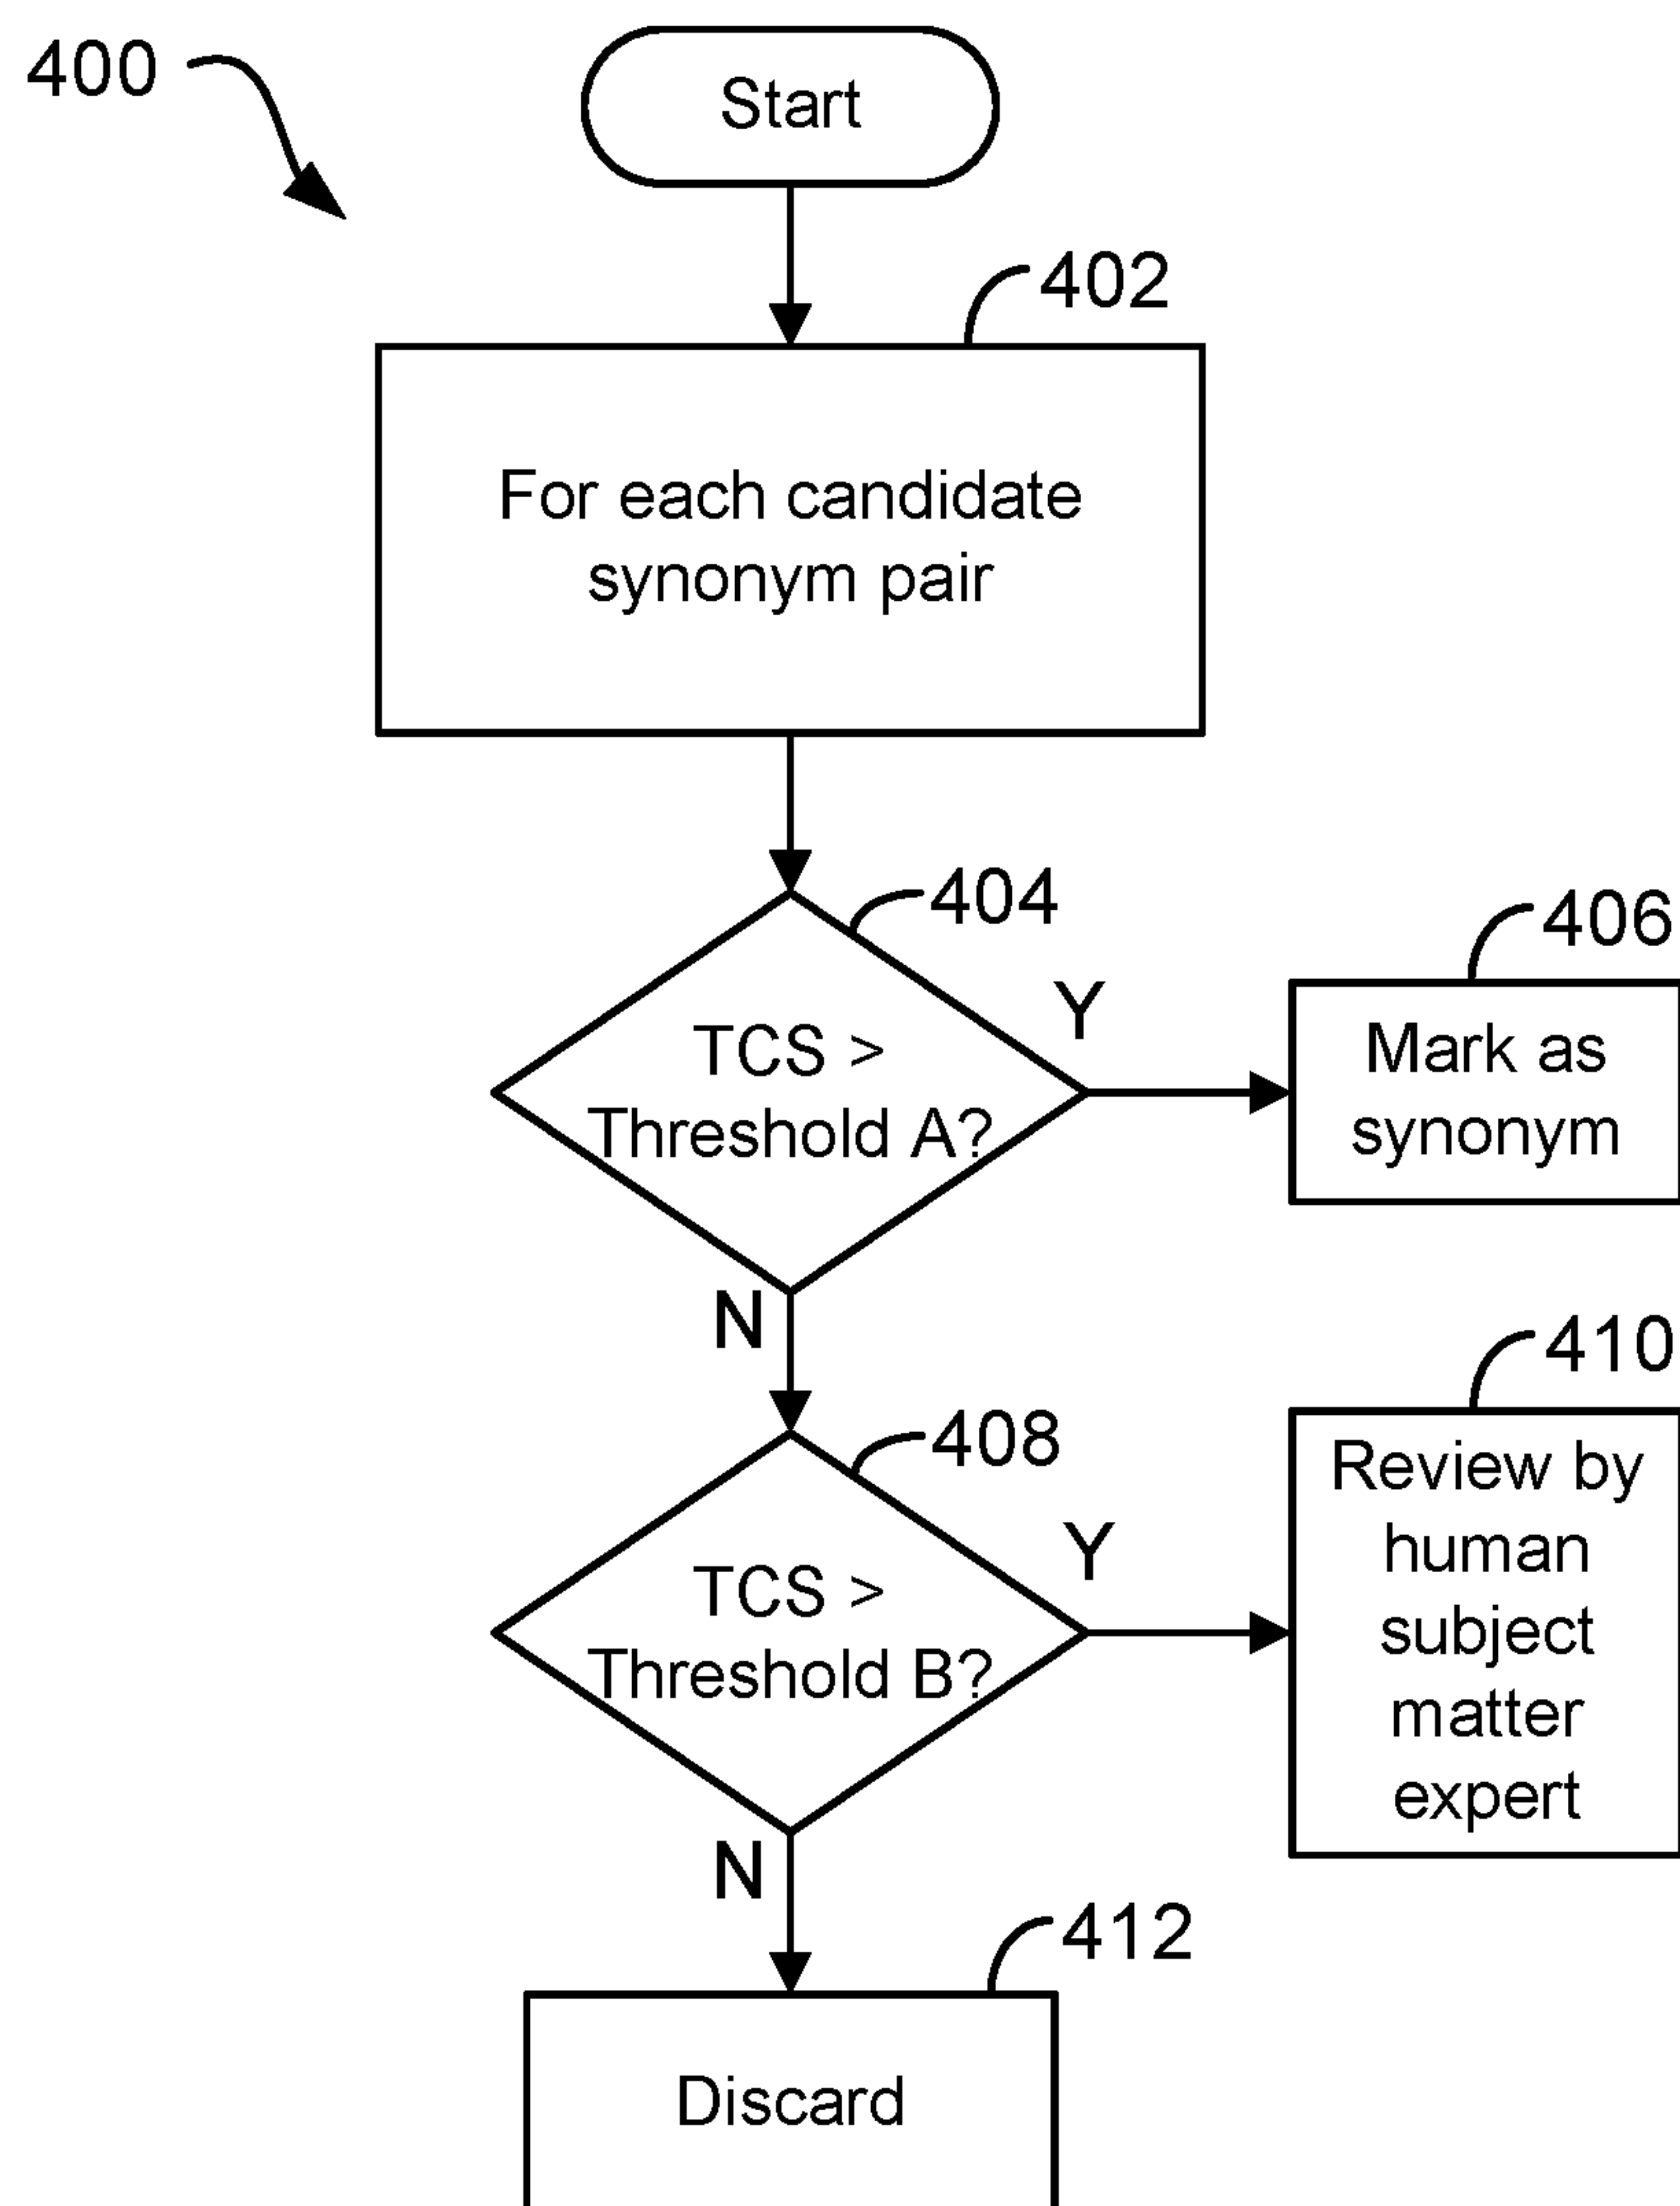 400
Start
402
For each candidate
synonym pair
404
TCS >
Threshold A?
Y
406
Mark as
synonym
N
408
TCS >
Threshold B?
Y
410
Review by
human
subject
matter
expert
N
412
Discard